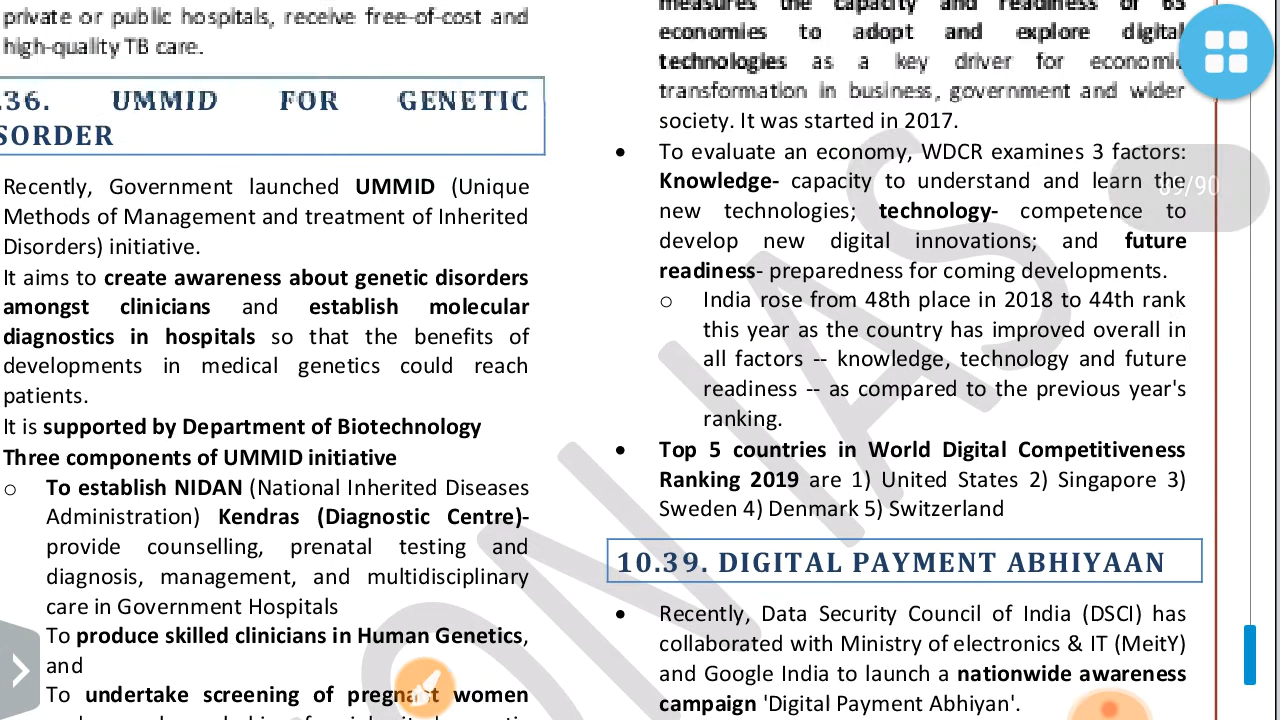 private or public hospitals, receive free-of-cost and
high-quality TB care.
.36. UMMID FOR GENETIC
SORDER
Recently, Government launched UMMID (Unique
Methods of Management and treatment of Inherited
Disorders) initiative.
It aims to create awareness about genetic disorders
amongst clinicians and establish molecular
diagnostics in hospitals so that the benefits of
developments in medical genetics could reach
patients.
It is supported by Department of Biotechnology
Three components of UMMID initiative
o To establish NIDAN (National Inherited Diseases
Administration) Kendras (Diagnostic Centre)-
provide counselling, prenatal testing and
diagnosis, management, and multidisciplinary
care in Government Hospitals
To produce skilled clinicians in Human Genetics,
and
To undertake screening of pregnant women
measures the capacity and readiness of 63
economies to adopt and explore digital
technologies as a key driver for economic
transformation in business, government and wider
society. It was started in 2017.
• To evaluate an economy, WDCR examines 3 factors:
Knowledge- capacity to understand and learn the
new technologies; technology- competence to
develop new digital innovations; and future
readiness- preparedness for coming developments.
o India rose from 48th place in 2018 to 44th rank
this year as the country has improved overall in
all factors -- knowledge, technology and future
readiness -- as compared to the previous year's
ranking.
• Top 5 countries in World Digital Competitiveness
Ranking 2019 are 1) United States 2) Singapore 3)
Sweden 4) Denmark 5) Switzerland
10.39. DIGITAL PAYMENT ABHIYAAN
• Recently, Data Security Council of India (DSCI) has
collaborated with Ministry of electronics & IT (MeitY)
and Google India to launch a nationwide awareness
campaign 'Digital Payment Abhiyan'.
ON IAS